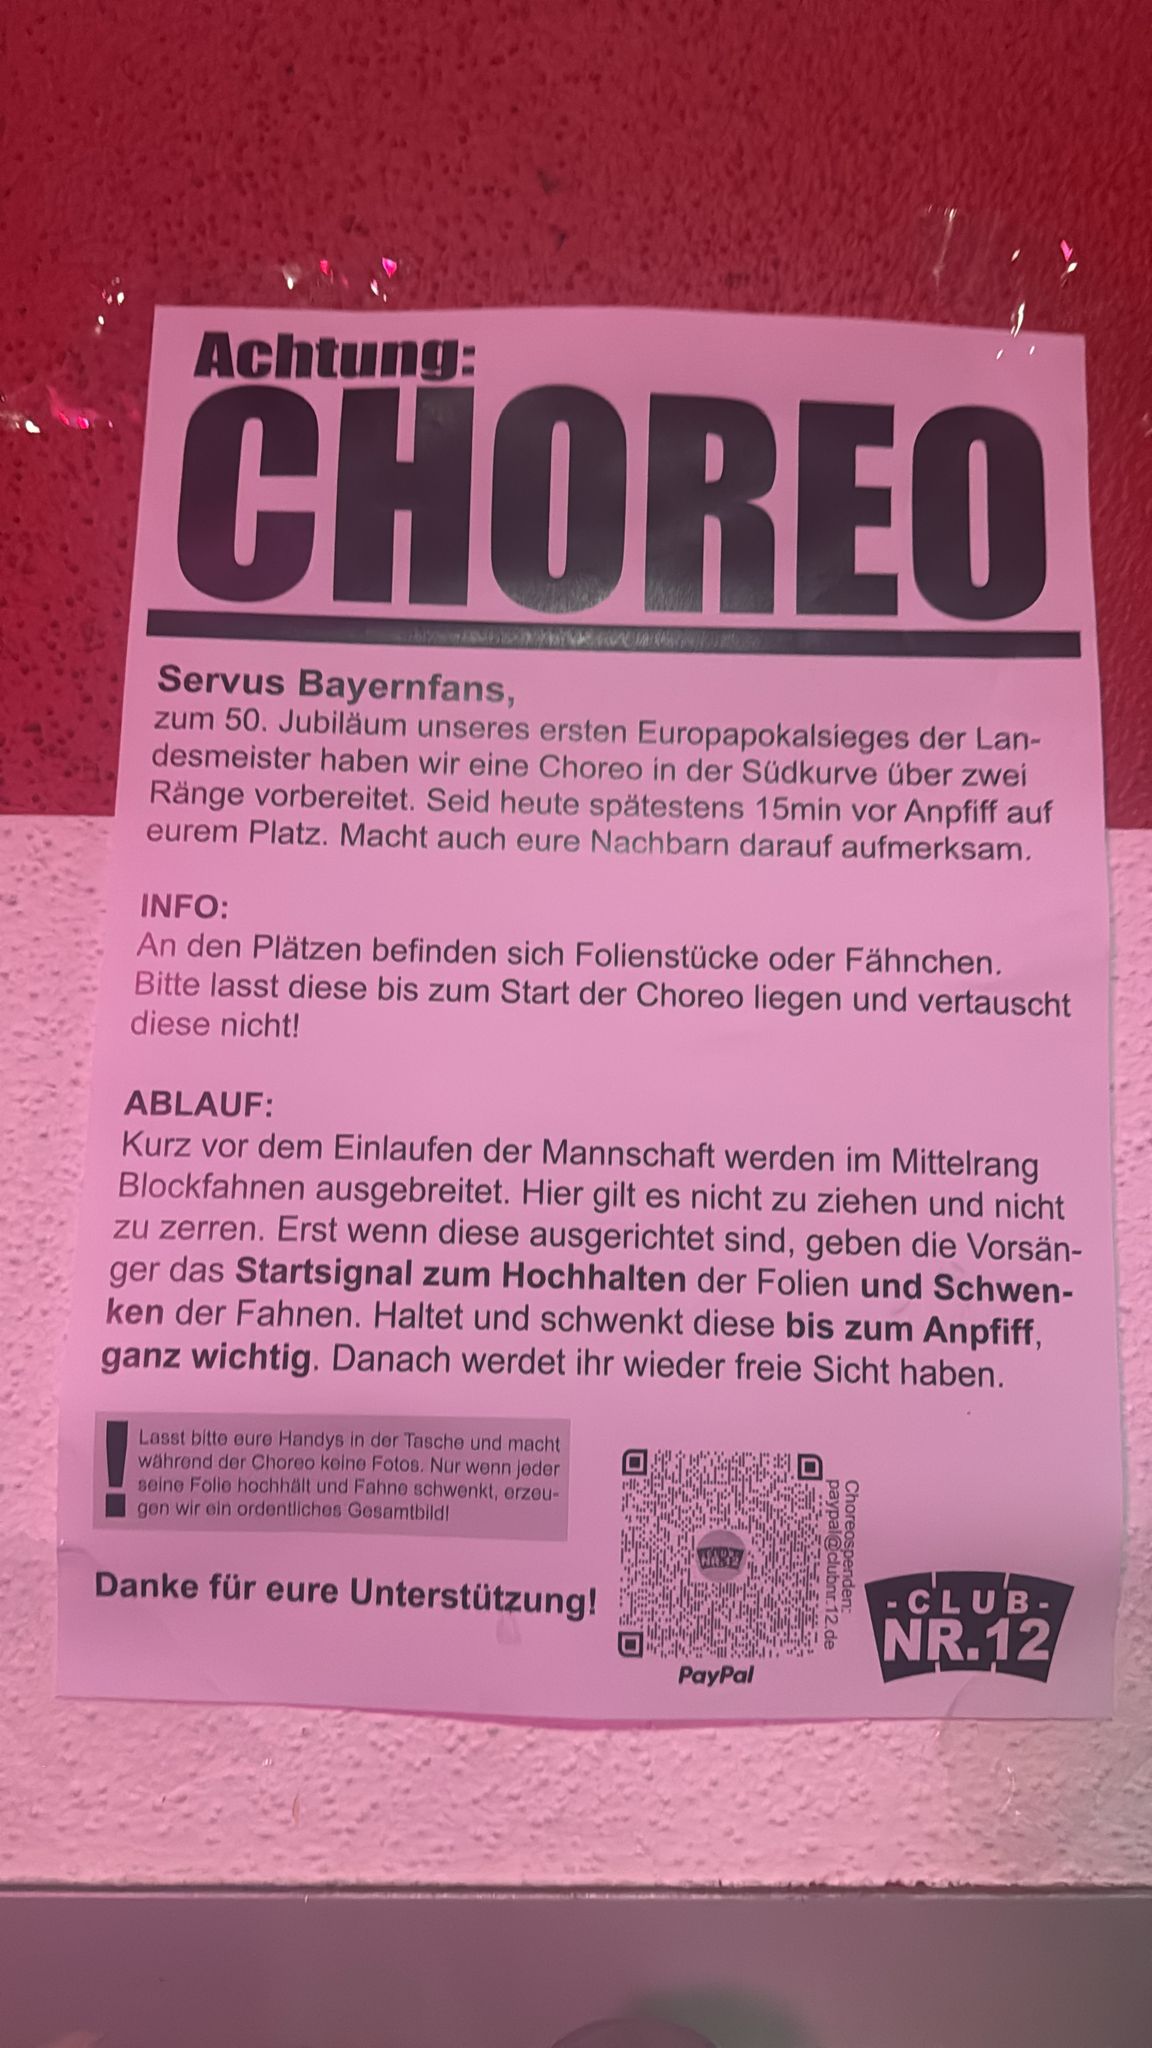 Achtung:
CHOREO
Servus Bayernfans,
zum 50. Jubiläum unseres ersten Europapokalsieges der Lan-
desmeister haben wir eine Choreo in der Südkurve über zwei
Ränge vorbereitet. Seid heute spätestens 15min vor Anpfiff auf
eurem Platz. Macht auch eure Nachbarn darauf aufmerksam.
INFO:
An den Plätzen befinden sich Folienstücke oder Fähnchen.
Bitte lasst diese bis zum Start der Choreo liegen und vertauscht
diese nicht!
ABLAUF:
Kurz vor dem Einlaufen der Mannschaft werden im Mittelrang
Blockfahnen ausgebreitet. Hier gilt es nicht zu ziehen und nicht
zu zerren. Erst wenn diese ausgerichtet sind, geben die Vorsän-
ger das Startsignal zum Hochhalten der Folien und Schwen-
ken der Fahnen. Haltet und schwenkt diese bis zum Anpfiff,
ganz wichtig. Danach werdet ihr wieder freie Sicht haben.
! Lasst bitte eure Handys in der Tasche und macht
während der Choreo keine Fotos. Nur wenn jeder
seine Folie hochhält und Fahne schwenkt, erzeu-
gen wir ein ordentliches Gesamtbild!
Danke für eure Unterstützung!
CLUB
NR.12
PayPal
Choreospenden:
paypal@clubnr.12.de
- CLUB -
NR.12